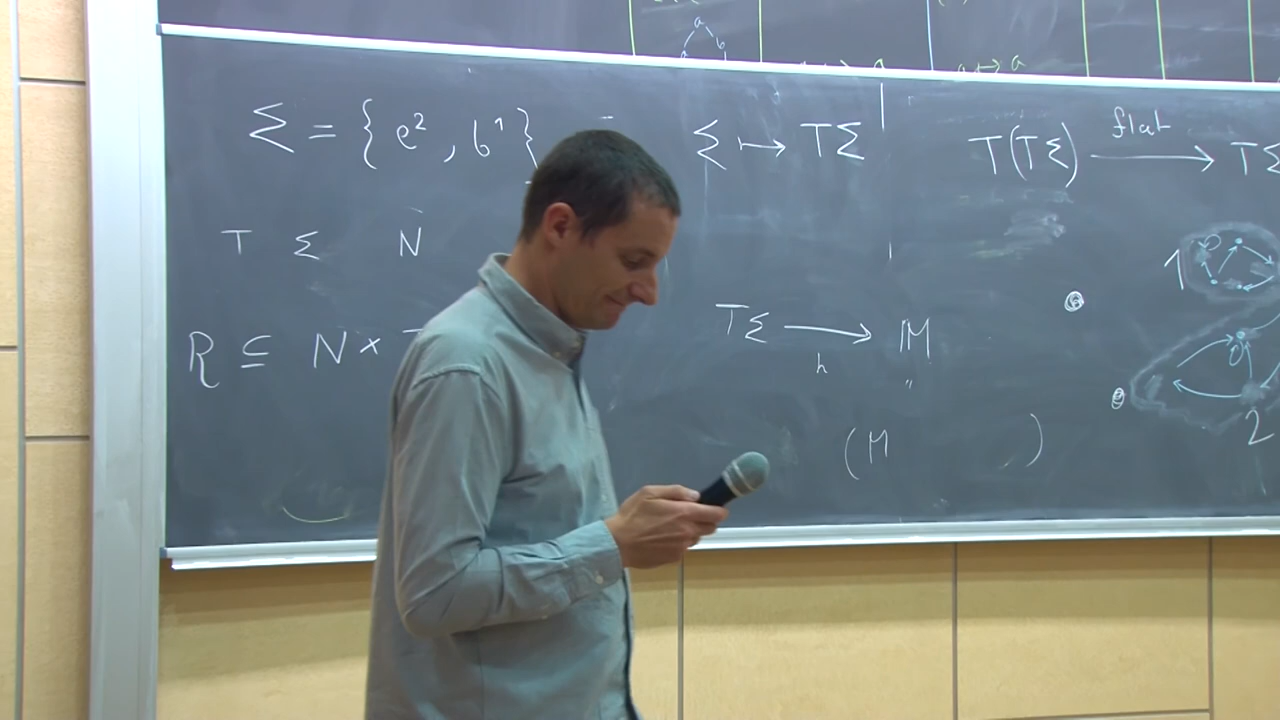 a
a b
a ↦ a
Σ = { e², b¹ }
Σ ↦ TΣ
T(TΣ) flat → TΣ
T Σ N
1
R ⊆ N ×
TΣ → M
h
"
2
(M )